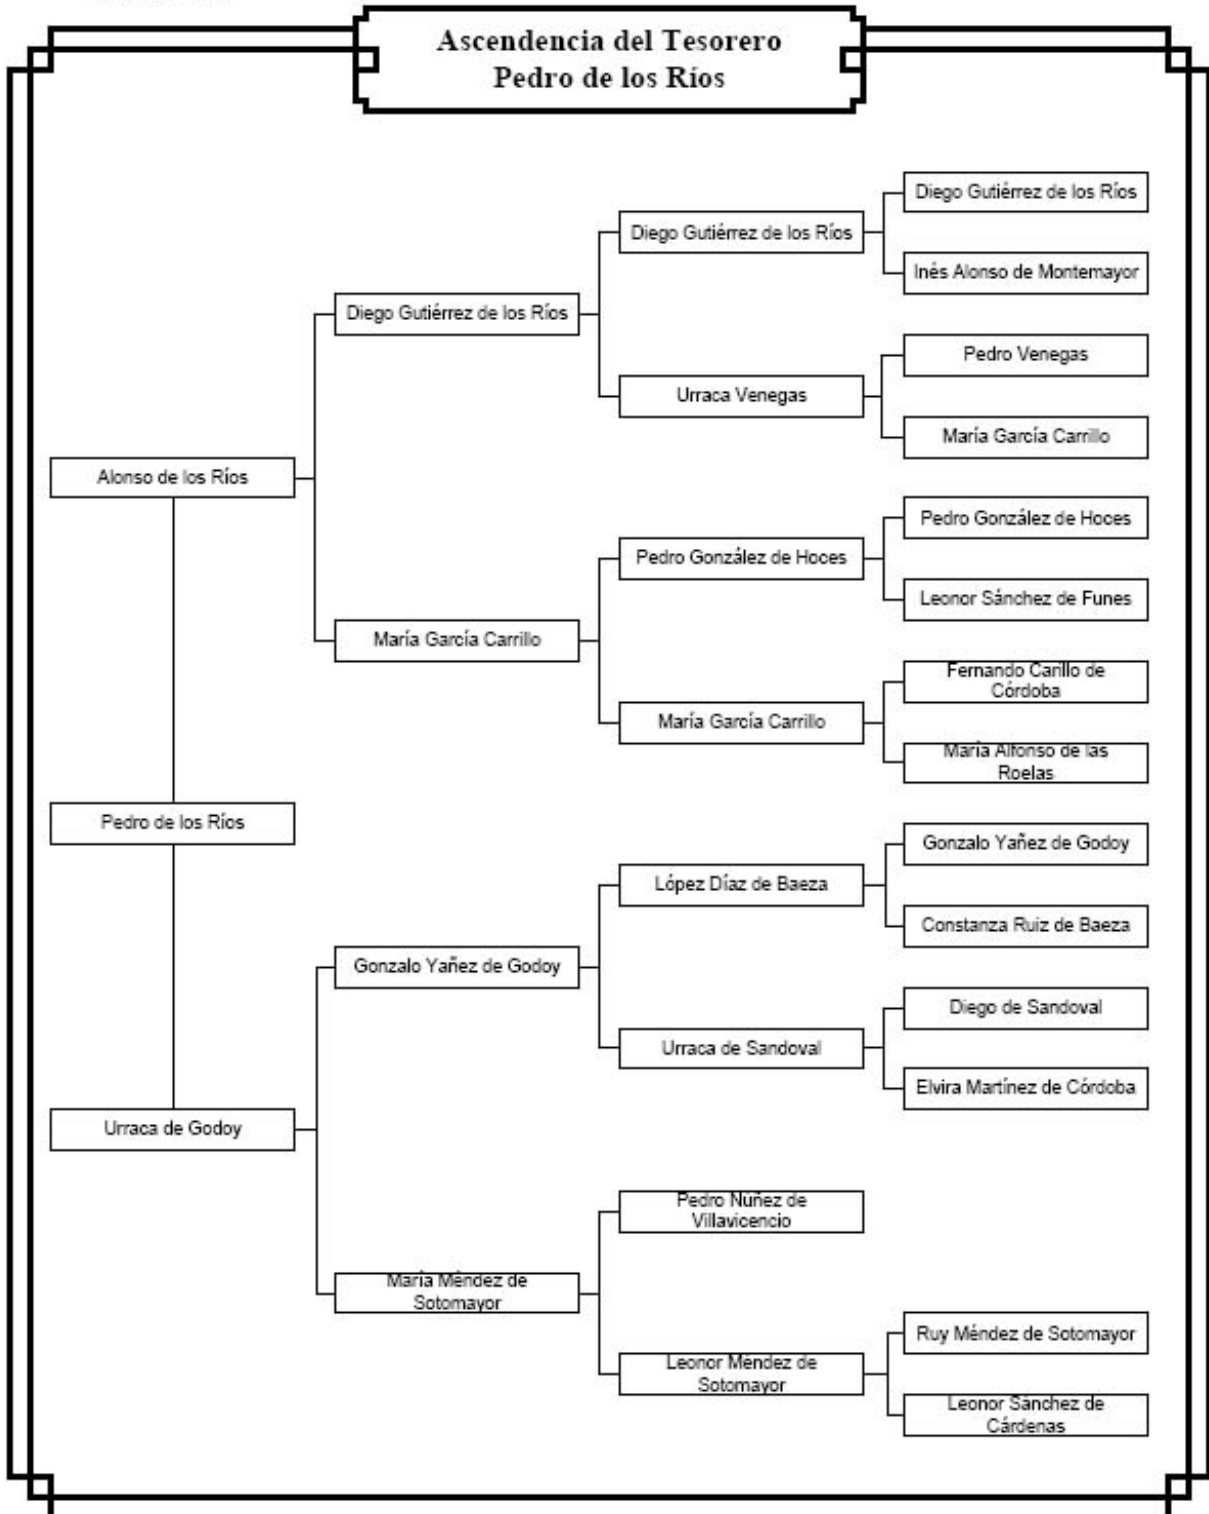 Ascendencia del Tesorero
Pedro de los Ríos
Diego Gutiérrez de los Ríos
Diego Gutiérrez de los Ríos
Inés Alonso de Montemayor
Diego Gutiérrez de los Ríos
Pedro Venegas
Urraca Venegas
María García Carrillo
Alonso de los Ríos
Pedro González de Hoces
Pedro González de Hoces
Leonor Sánchez de Funes
María García Carrillo
Fernando Carillo de
Córdoba
María García Carrillo
María Alfonso de las
Roelas
Pedro de los Ríos
Gonzalo Yañez de Godoy
López Díaz de Baeza
Constanza Ruiz de Baeza
Gonzalo Yañez de Godoy
Diego de Sandoval
Urraca de Sandoval
Elvira Martínez de Córdoba
Urraca de Godoy
Pedro Núñez de
Villavicencio
María Méndez de
Sotomayor
Ruy Méndez de Sotomayor
Leonor Méndez de
Sotomayor
Leonor Sánchez de
Cárdenas